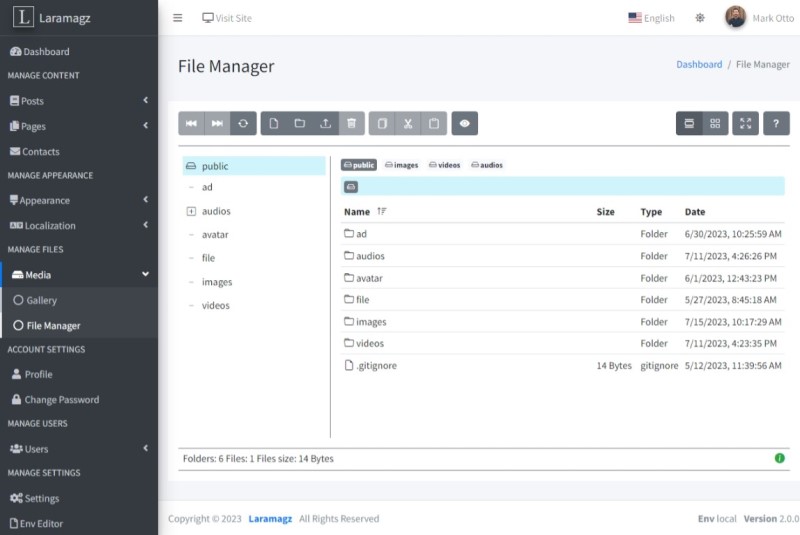 L Laramagz
Visit Site
English
Mark Otto
Dashboard
MANAGE CONTENT
Posts
Pages
Contacts
MANAGE APPEARANCE
Appearance
Localization
MANAGE FILES
Media
Gallery
File Manager
ACCOUNT SETTINGS
Profile
Change Password
MANAGE USERS
Users
MANAGE SETTINGS
Settings
Env Editor
File Manager
Dashboard / File Manager
?
public
ad
audios
avatar
file
images
videos
public images videos audios
Name Size Type Date
ad Folder 6/30/2023, 10:25:59 AM
audios Folder 7/11/2023, 4:26:26 PM
avatar Folder 6/1/2023, 12:43:23 PM
file Folder 5/27/2023, 8:45:18 AM
images Folder 7/15/2023, 10:17:29 AM
videos Folder 7/11/2023, 4:23:35 PM
.gitignore 14 Bytes gitignore 5/12/2023, 11:39:56 AM
Folders: 6 Files: 1 Files size: 14 Bytes
Copyright © 2023 Laramagz All Rights Reserved
Env local Version 2.0.0